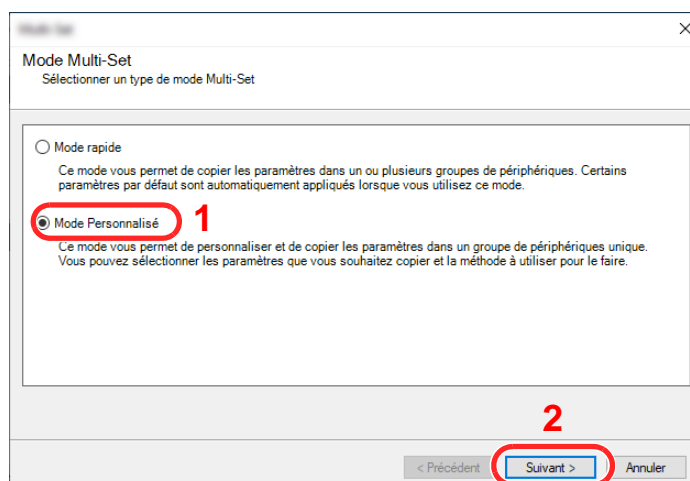 Mode Multi-Set
Sélectionner un type de mode Multi-Set
Mode rapide
Ce mode vous permet de copier les paramètres dans un ou plusieurs groupes de périphériques. Certains
paramètres par défaut sont automatiquement appliqués lorsque vous utilisez ce mode.
Mode Personnalisé
1
Ce mode vous permet de personnaliser et de copier les paramètres dans un groupe de périphériques unique.
Vous pouvez sélectionner les paramètres que vous souhaitez copier et la méthode à utiliser pour le faire.
2
< Précédent Suivant > Annuler